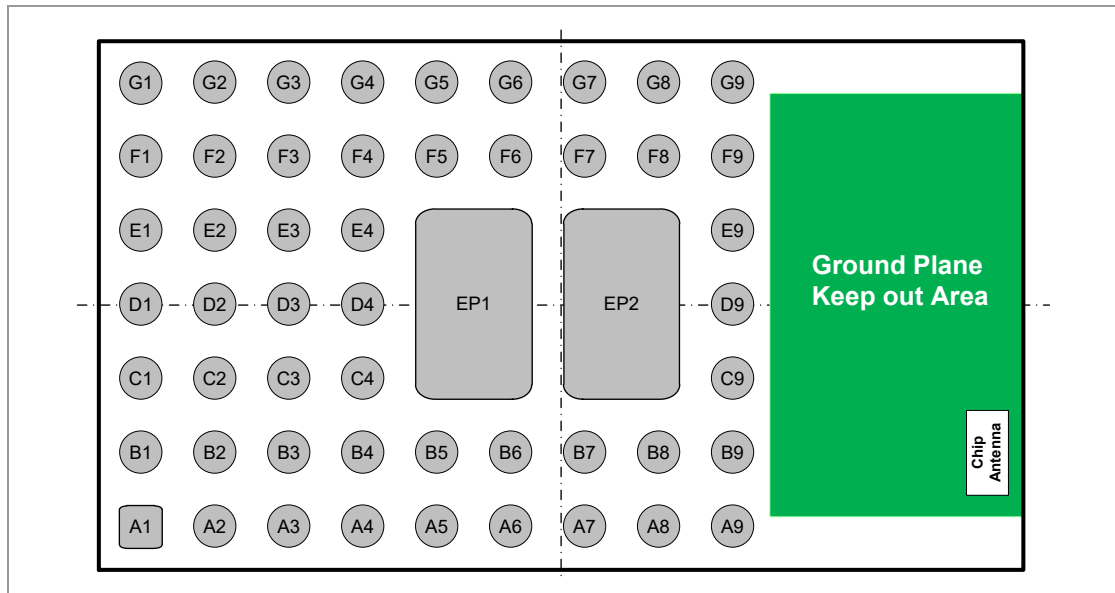 G1 G2 G3 G4 G5 G6 G7 G8 G9
F1 F2 F3 F4 F5 F6 F7 F8 F9
E1 E2 E3 E4 E9
Ground Plane
Keep out Area
D1 D2 D3 D4 EP1 EP2 D9
C1 C2 C3 C4 C9
B1 B2 B3 B4 B5 B6 B7 B8 B9
Chip
Antenna
A1 A2 A3 A4 A5 A6 A7 A8 A9